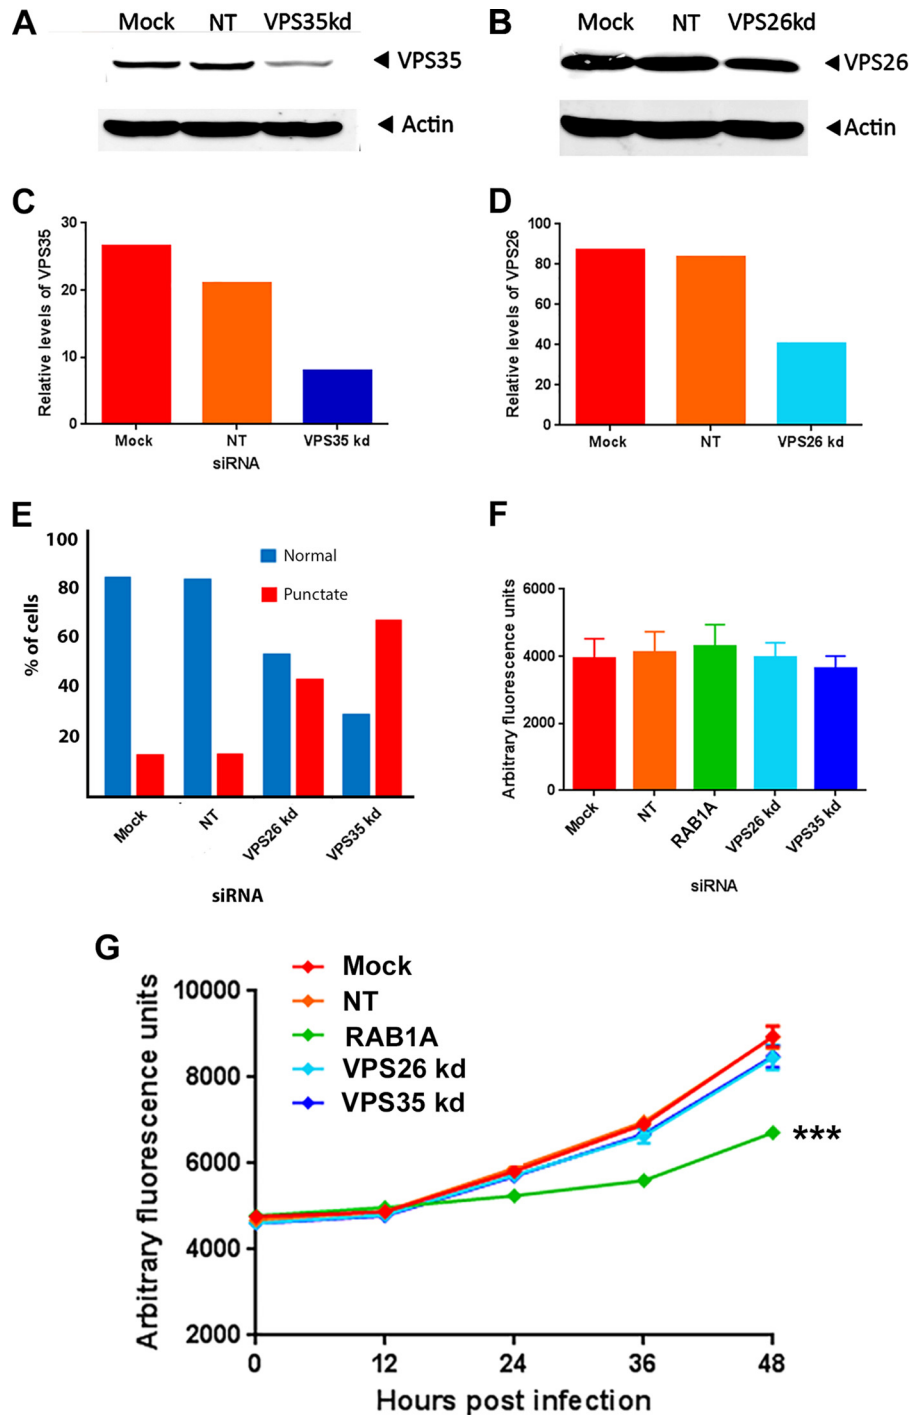 A
Mock NT VPS35kd
VPS35
Actin
B
Mock NT VPS26kd
VPS26
Actin
C
Relative levels of VPS35
30
20
10
0
Mock NT VPS35 kd
siRNA
D
Relative levels of VPS26
100
80
60
40
20
0
Mock NT VPS26 kd
E
% of cells
100
80
60
40
20
Normal
Punctate
Mock NT VPS26 kd VPS35 kd
siRNA
F
Arbitrary fluorescence units
6000
4000
2000
0
Mock NT RAB1A VPS26 kd VPS35 kd
siRNA
G
Arbitrary fluorescence units
10000
8000
6000
4000
2000
Mock
NT
RAB1A
VPS26 kd
VPS35 kd
***
0 12 24 36 48
Hours post infection